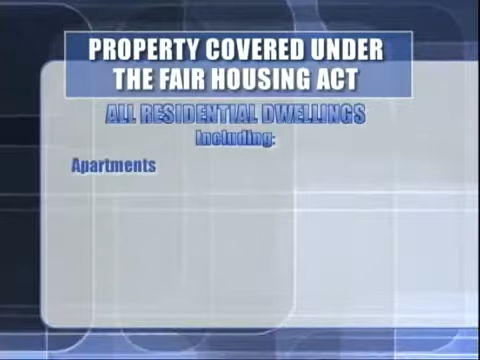 PROPERTY COVERED UNDER
THE FAIR HOUSING ACT
ALL RESIDENTIAL DWELLINGS
Including:
Apartments